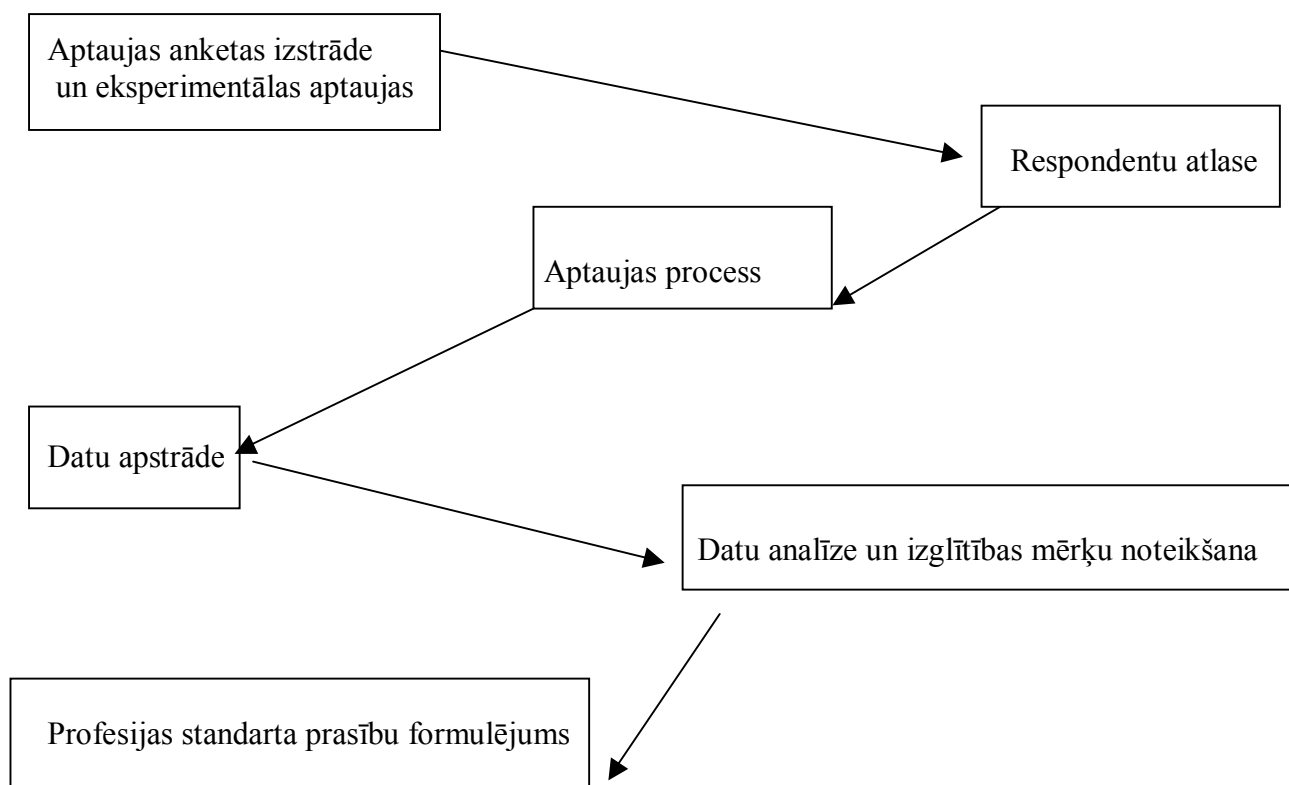 Aptaujas anketas izstrāde
un eksperimentālas aptaujas
Respondentu atlase
Aptaujas process
Datu apstrāde
Datu analīze un izglītības mērķu noteikšana
Profesijas standarta prasību formulējums